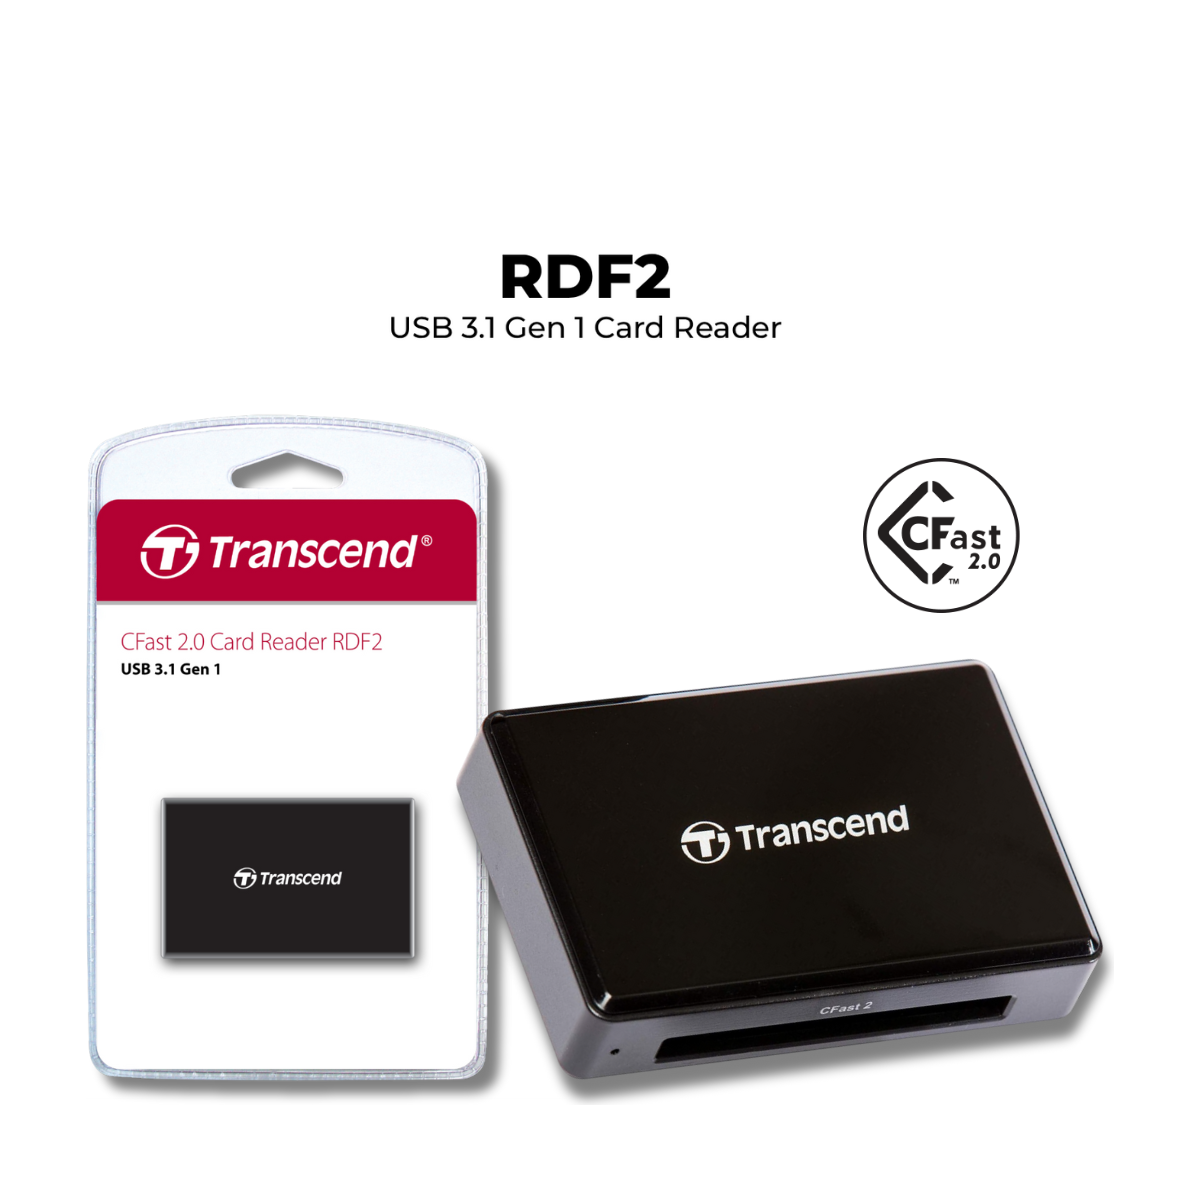 RDF2
USB 3.1 Gen 1 Card Reader
Transcend®
CFast 2.0 Card Reader RDF2
USB 3.1 Gen 1
Transcend
CFast
2.0
™
Transcend
CFast 2